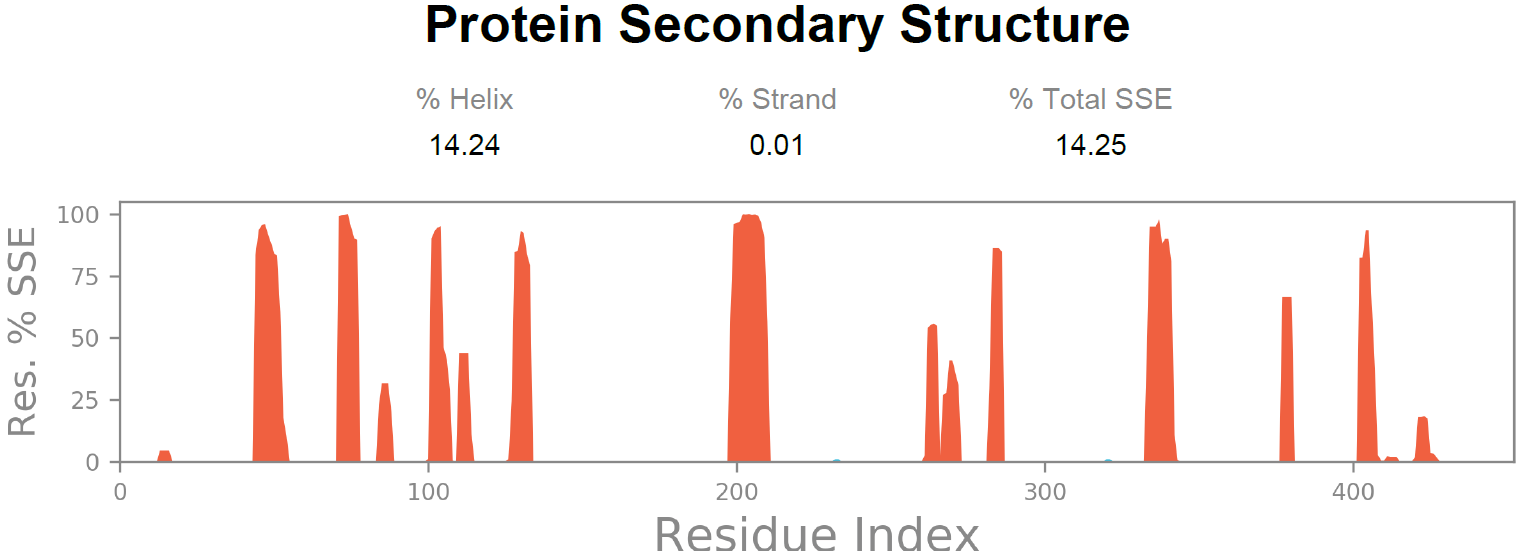 Protein Secondary Structure
% Helix % Strand % Total SSE
14.24 0.01 14.25
Res. % SSE
100
75
50
25
0
0 100 200 300 400
Residue Index